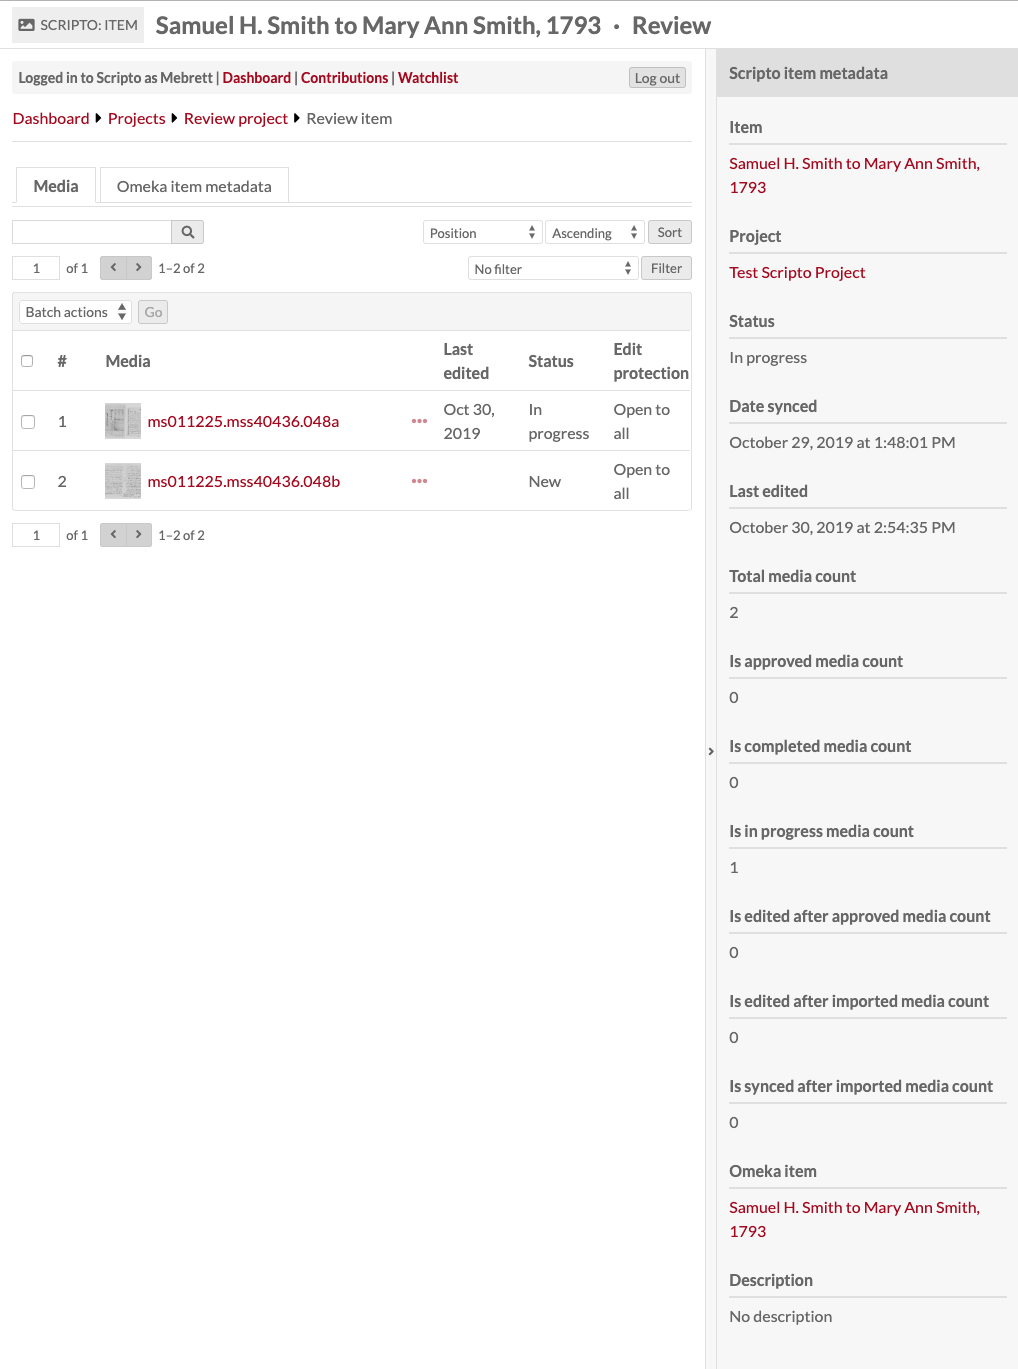 SCRIPTO: ITEM Samuel H. Smith to Mary Ann Smith, 1793 · Review
Logged in to Scripto as Mebrett | Dashboard | Contributions | Watchlist Log out
Dashboard Projects Review project Review item
Media Omeka item metadata
Position Ascending Sort
1 of 1 1–2 of 2 No filter Filter
Batch actions Go
# Media Last edited Status Edit protection
1 ms011225.mss40436.048a ••• Oct 30, 2019 In progress Open to all
2 ms011225.mss40436.048b ••• New Open to all
1 of 1 1–2 of 2
Scripto item metadata
Item
Samuel H. Smith to Mary Ann Smith,
1793
Project
Test Scripto Project
Status
In progress
Date synced
October 29, 2019 at 1:48:01 PM
Last edited
October 30, 2019 at 2:54:35 PM
Total media count
2
Is approved media count
0
Is completed media count
0
Is in progress media count
1
Is edited after approved media count
0
Is edited after imported media count
0
Is synced after imported media count
0
Omeka item
Samuel H. Smith to Mary Ann Smith,
1793
Description
No description